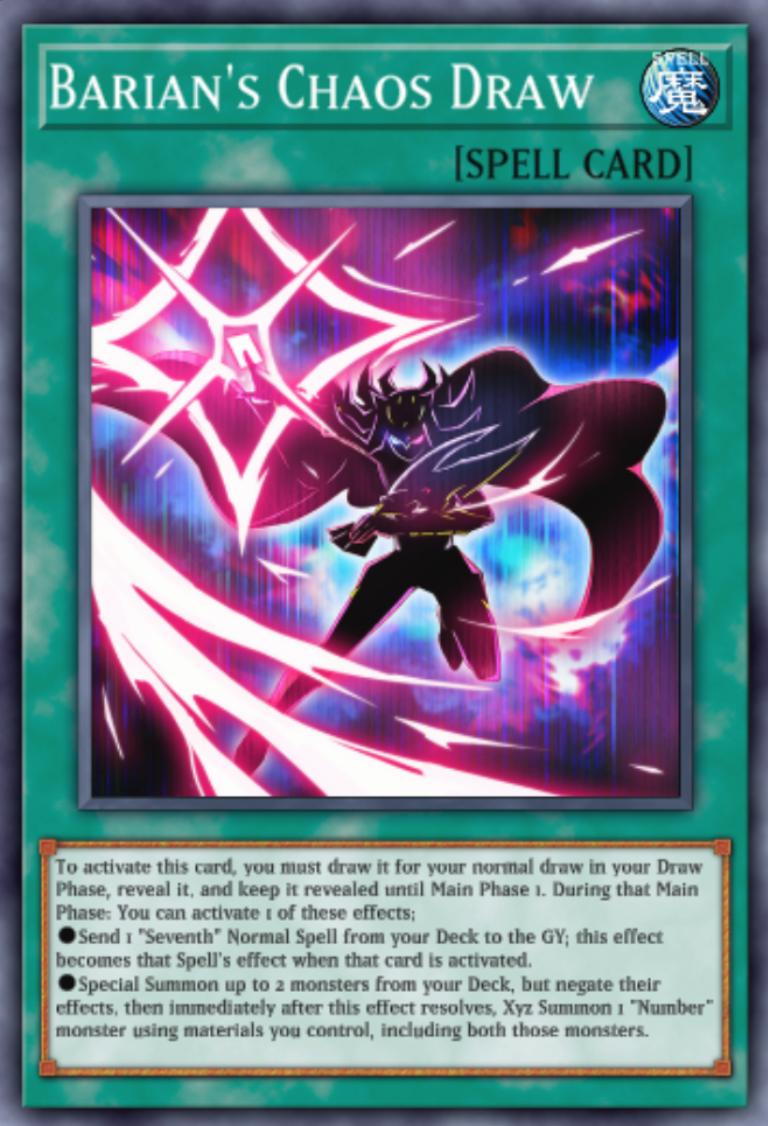 BARIAN'S CHAOS DRAW
SPELL
魔
[SPELL CARD]
To activate this card, you must draw it for your normal draw in your Draw
Phase, reveal it, and keep it revealed until Main Phase 1. During that Main
Phase: You can activate 1 of these effects;
●Send 1 "Seventh" Normal Spell from your Deck to the GY; this effect
becomes that Spell's effect when that card is activated.
●Special Summon up to 2 monsters from your Deck, but negate their
effects, then immediately after this effect resolves, Xyz Summon 1 "Number"
monster using materials you control, including both those monsters.